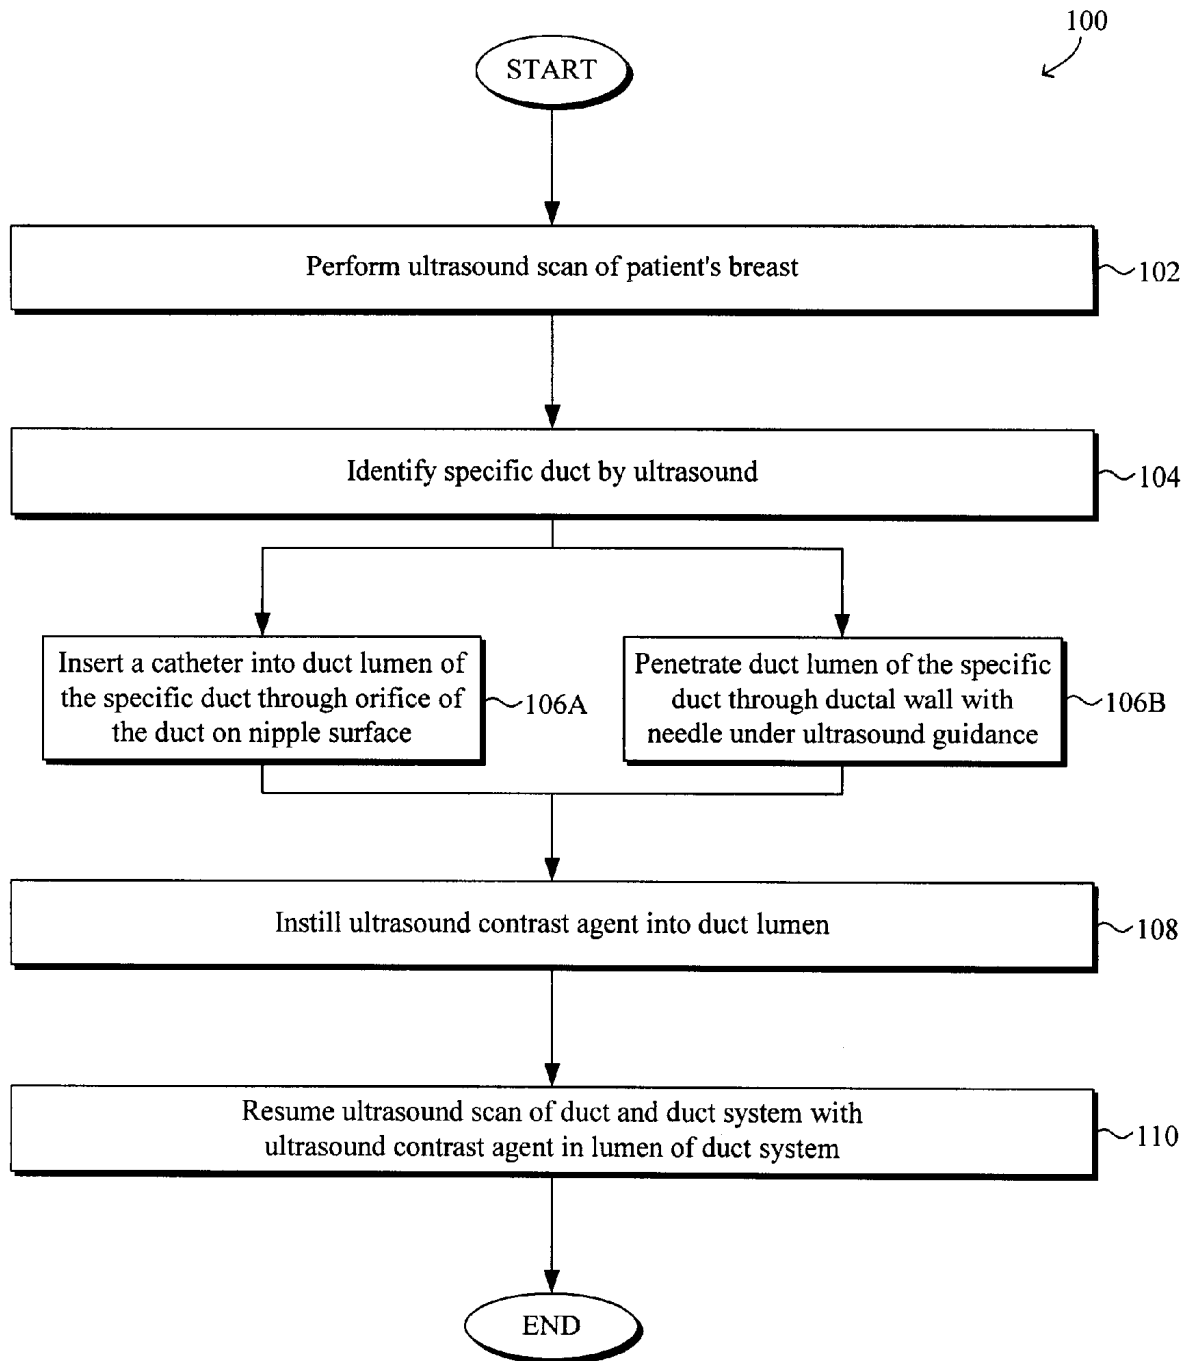 100
START
Perform ultrasound scan of patient's breast
102
Identify specific duct by ultrasound
104
Insert a catheter into duct lumen of
the specific duct through orifice of
the duct on nipple surface
106A
Penetrate duct lumen of the specific
duct through ductal wall with
needle under ultrasound guidance
106B
Instill ultrasound contrast agent into duct lumen
108
Resume ultrasound scan of duct and duct system with
ultrasound contrast agent in lumen of duct system
110
END